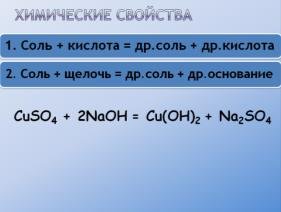 ХИМИЧЕСКИЕ СВОЙСТВА
1. Соль + кислота = др.соль + др.кислота
2. Соль + щелочь = др.соль + др.основание
CuSO₄ + 2NaOH = Cu(OH)₂ + Na₂SO₄